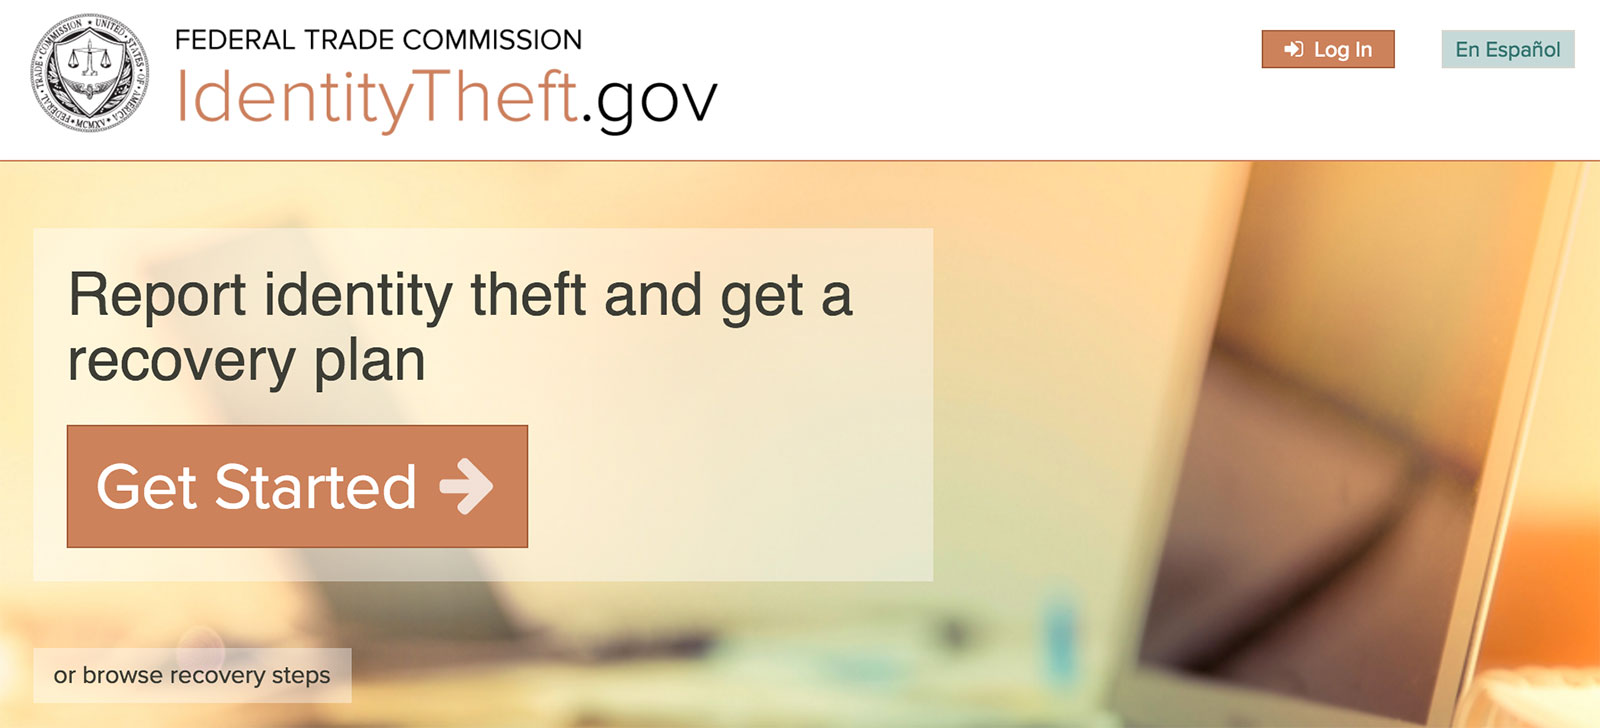 FEDERAL TRADE COMMISSION · UNITED STATES OF AMERICA · MCMXV
FEDERAL TRADE COMMISSION
IdentityTheft.gov
Log In
En Español
Report identity theft and get a
recovery plan
Get Started
or browse recovery steps